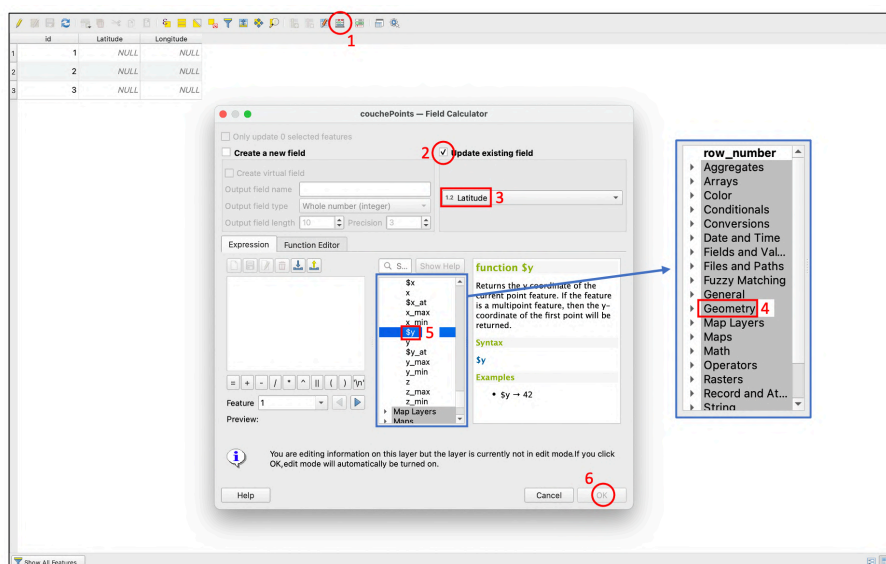 1
id Latitude Longitude
1 1 NULL NULL
2 2 NULL NULL
3 3 NULL NULL
couchePoints — Field Calculator
Only update 0 selected features
Create a new field
2 Update existing field
Create virtual field
Output field name
Output field type Whole number (integer)
Output field length 10 Precision 3
1.2 Latitude 3
Expression Function Editor
S... Show Help
$x
x
$x_at
x_max
x_min
$y 5
y
$y_at
y_max
y_min
z
z_max
z_min
Map Layers
Maps
function $y
Returns the y coordinate of the
current point feature. If the feature
is a multipoint feature, then the y-
coordinate of the first point will be
returned.
Syntax
$y
Examples
• $y → 42
= + - / * ^ || ( ) '\n'
Feature 1
Preview:
You are editing information on this layer but the layer is currently not in edit mode.If you click
OK, edit mode will automatically be turned on.
6
Help Cancel OK
row_number
Aggregates
Arrays
Color
Conditionals
Conversions
Date and Time
Fields and Val...
Files and Paths
Fuzzy Matching
General
Geometry 4
Map Layers
Maps
Math
Operators
Rasters
Record and At...
String
Show All Features